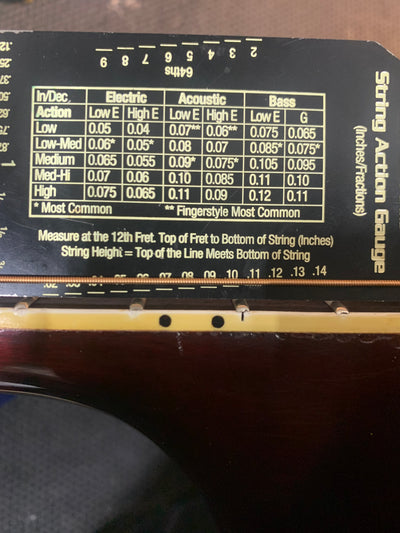 9 8 7 6 5 4 3 2
64ths
String Action Gauge
(Inches/Fractions)
In/Dec. Electric Acoustic Bass
Action Low E High E Low E High E Low E G
Low 0.05 0.04 0.07** 0.06** 0.075 0.065
Low-Med 0.06* 0.05* 0.08 0.07 0.085* 0.075*
Medium 0.065 0.055 0.09* 0.075* 0.105 0.095
Med-Hi 0.07 0.06 0.10 0.085 0.11 0.10
High 0.075 0.065 0.11 0.09 0.12 0.11
* Most Common ** Fingerstyle Most Common
Measure at the 12th Fret. Top of Fret to Bottom of String (Inches)
String Height = Top of the Line Meets Bottom of String
.05 .06 .07 .08 .09 .10 .11 .12 .13 .14